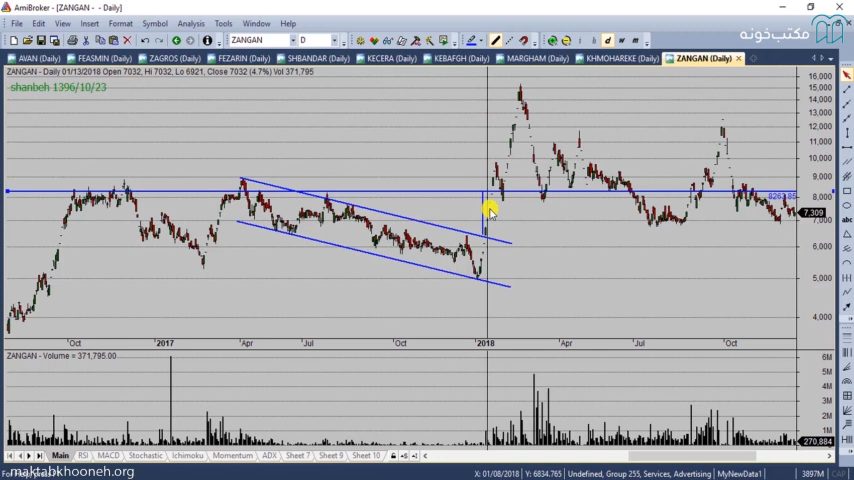 AmiBroker - [ZANGAN - - Daily]
File Edit View Insert Format Symbol Analysis Tools Window Help
مکتب‌خونه
ZANGAN D d w m
AVAN (Daily) FEASMIN (Daily) ZAGROS (Daily) FEZARIN (Daily) SHBANDAR (Daily) KECERA (Daily) KEBAFGH (Daily) MARGHAM (Daily) KHMOHAREKE (Daily) ZANGAN (Daily)
ZANGAN - Daily 01/13/2018 Open 7032, Hi 7032, Lo 6921, Close 7032 (4.7%) Vol 371,795
shanbeh 1396/10/23
16,000
15,000
14,000
13,000
12,000
11,000
10,000
9,000
8263.85
8,000
7,309
7,000
6,000
5,000
4,000
abc
Oct 2017 Apr Jul Oct 2018 Apr Jul Oct
ZANGAN - Volume = 371,795.00
6M
5M
4M
3M
2M
1M
270,884
Main RSI MACD Stochastic Ichimoku Momentum ADX Sheet 7 Sheet 9 Sheet 10
maktabkhooneh.org
X: 01/08/2018 Y: 6834.765 Undefined, Group 255, Services, Advertising MyNewData1 3897M CAP